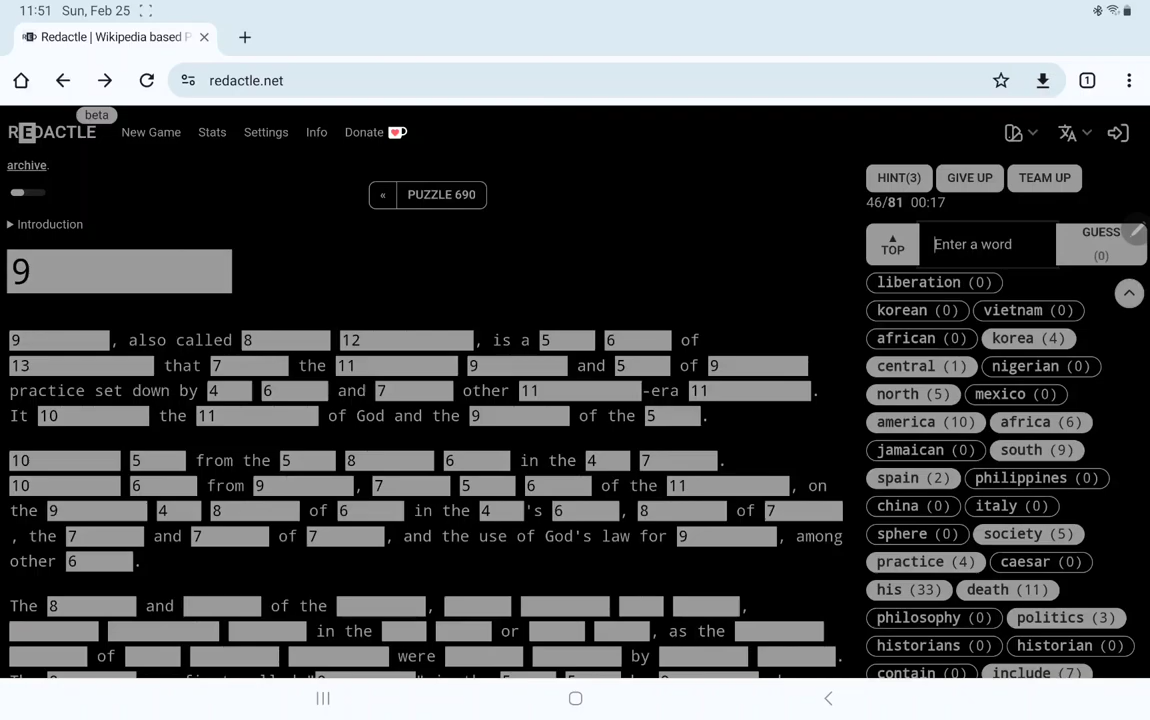 11:51 Sun, Feb 25
Redactle | Wikipedia based P
redactle.net
1
beta
REDACTLE New Game Stats Settings Info Donate
archive.
« PUZZLE 690
▶ Introduction
9
9 , also called 8 12 , is a 5 6 of
13 that 7 the 11 9 and 5 of 9
practice set down by 4 6 and 7 other 11 -era 11 .
It 10 the 11 of God and the 9 of the 5 .
10 5 from the 5 8 6 in the 4 7 .
10 6 from 9 , 7 5 6 of the 11 , on
the 9 4 8 of 6 in the 4 's 6 , 8 of 7
, the 7 and 7 of 7 , and the use of God's law for 9 , among
other 6 .
The 8 and of the , ,
in the or , as the
of were by .
HINT(3) GIVE UP TEAM UP
46/81 00:17
▲ TOP Enter a word GUESS (0)
liberation (0)
korean (0) vietnam (0)
african (0) korea (4)
central (1) nigerian (0)
north (5) mexico (0)
america (10) africa (6)
jamaican (0) south (9)
spain (2) philippines (0)
china (0) italy (0)
sphere (0) society (5)
practice (4) caesar (0)
his (33) death (11)
philosophy (0) politics (3)
historians (0) historian (0)
contain (0) include (7)